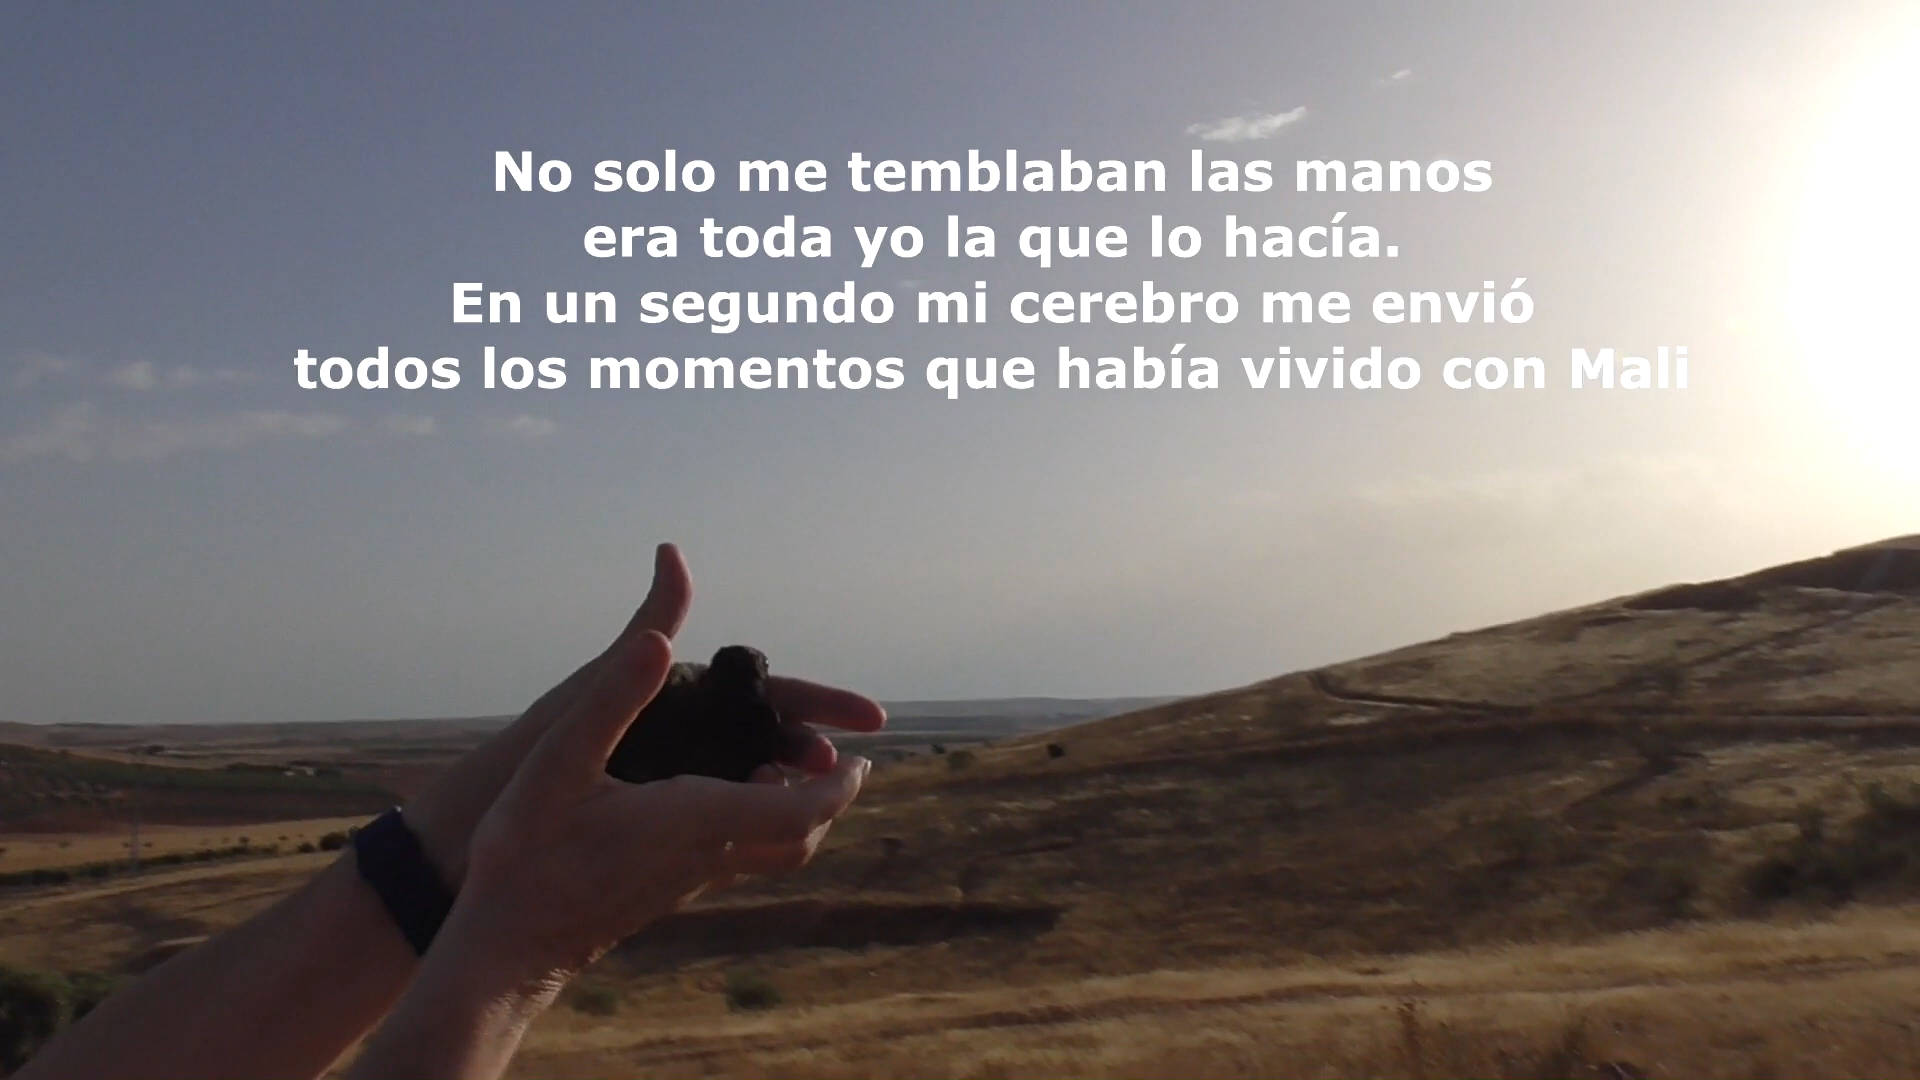 No solo me temblaban las manos
era toda yo la que lo hacía.
En un segundo mi cerebro me envió
todos los momentos que había vivido con Mali